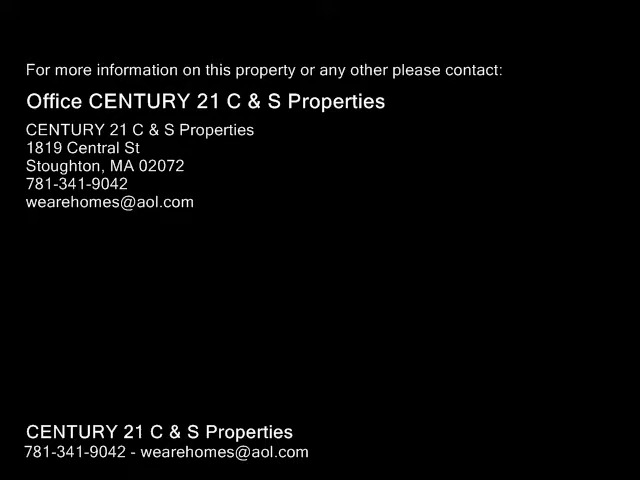 For more information on this property or any other please contact:
Office CENTURY 21 C & S Properties
CENTURY 21 C & S Properties
1819 Central St
Stoughton, MA 02072
781-341-9042
wearehomes@aol.com
CENTURY 21 C & S Properties
781-341-9042 - wearehomes@aol.com